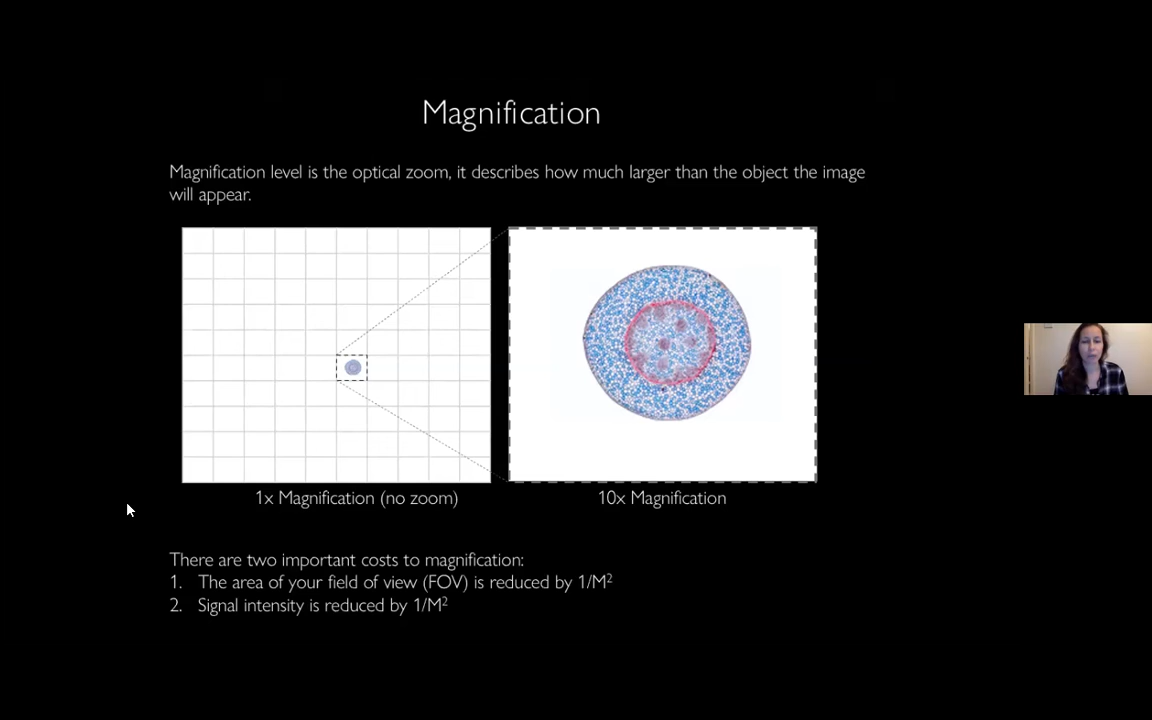 Magnification
Magnification level is the optical zoom, it describes how much larger than the object the image
will appear.
1x Magnification (no zoom)
10x Magnification
There are two important costs to magnification:
1. The area of your field of view (FOV) is reduced by 1/M²
2. Signal intensity is reduced by 1/M²